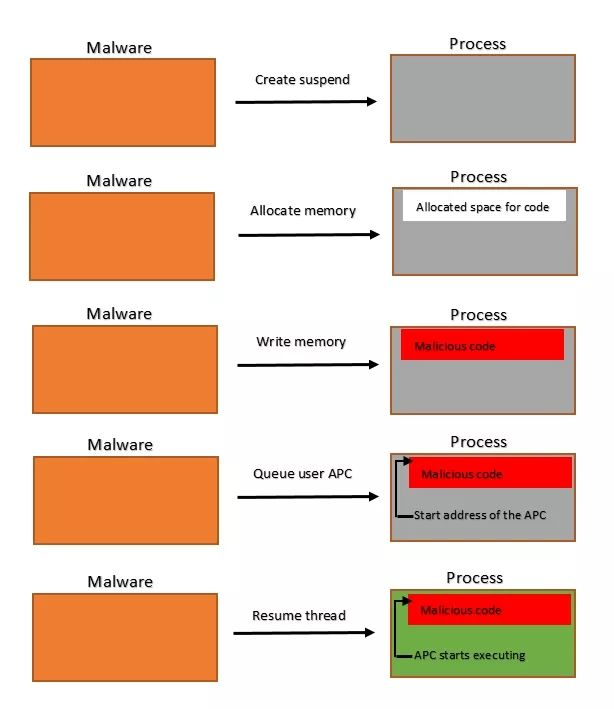 Malware
Process
Create suspend
Malware
Process
Allocate memory
Allocated space for code
Malware
Process
Write memory
Malicious code
Malware
Process
Queue user APC
Malicious code
Start address of the APC
Malware
Process
Resume thread
Malicious code
APC starts executing